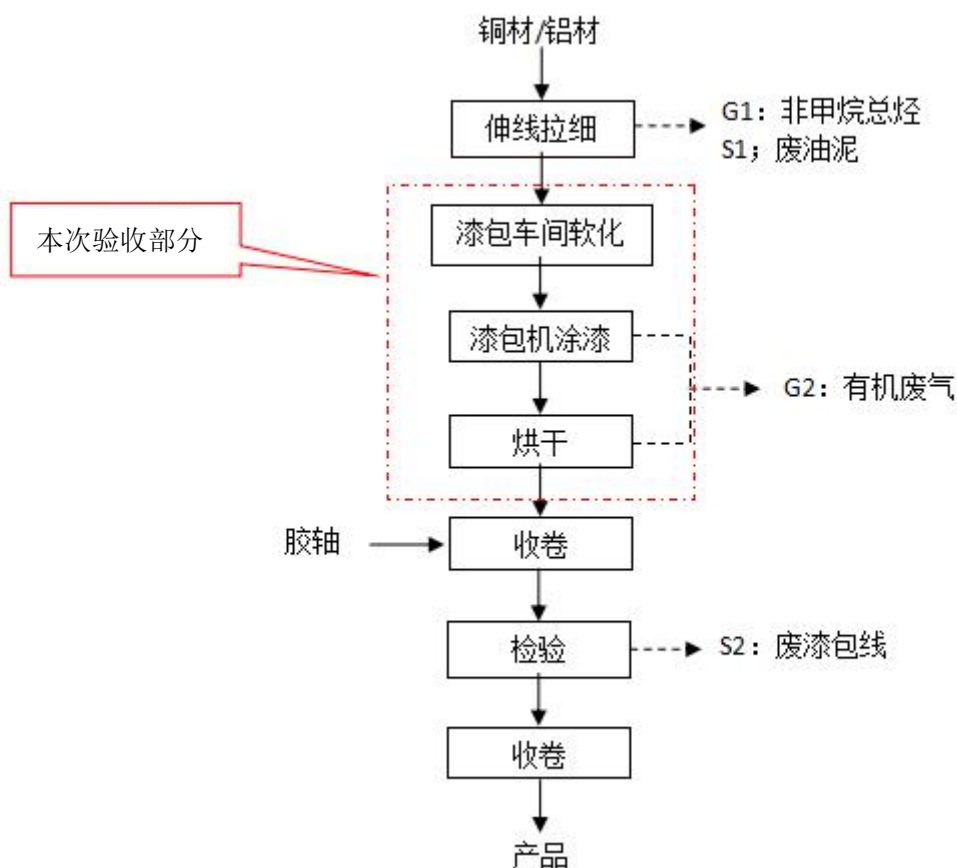 铜材/铝材
伸线拉细
G1：非甲烷总烃
S1；废油泥
本次验收部分
漆包车间软化
漆包机涂漆
G2：有机废气
烘干
胶轴
收卷
检验
S2：废漆包线
收卷
产品